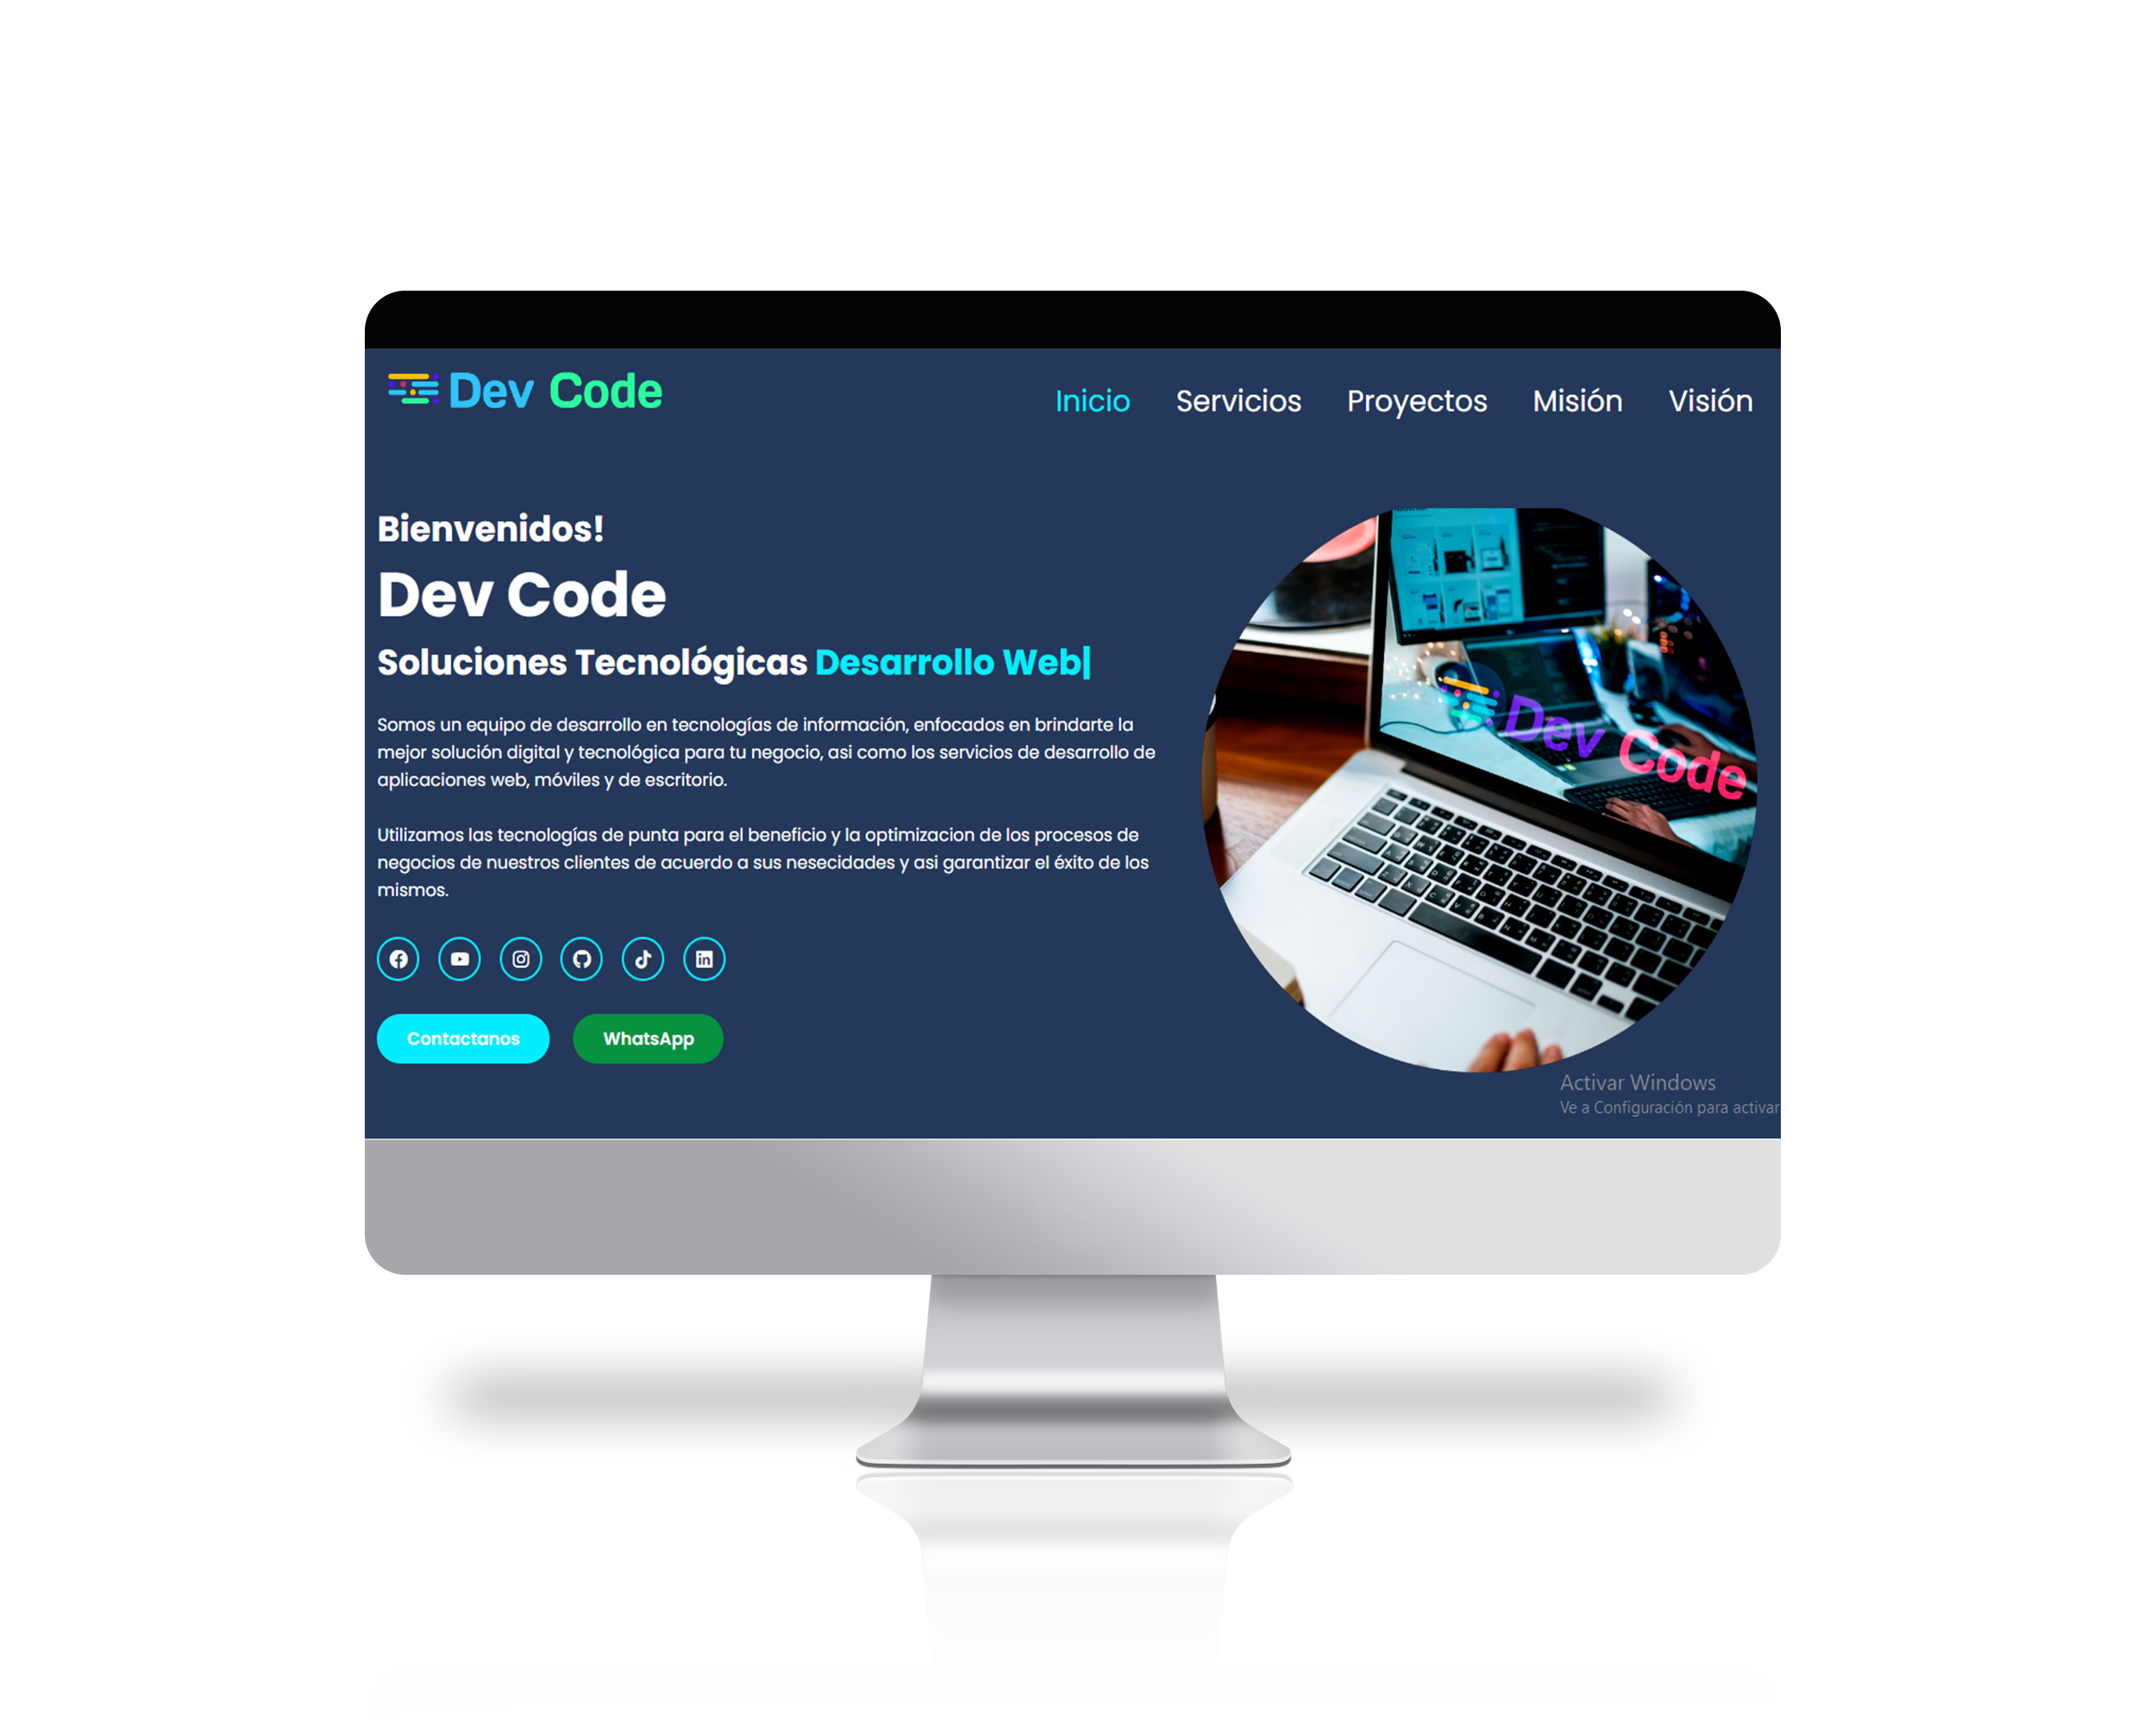 Dev Code
Inicio Servicios Proyectos Misión Visión
Bienvenidos!
Dev Code
Soluciones Tecnológicas Desarrollo Web|
Somos un equipo de desarrollo en tecnologías de información, enfocados en brindarte la
mejor solución digital y tecnológica para tu negocio, asi como los servicios de desarrollo de
aplicaciones web, móviles y de escritorio.
Utilizamos las tecnologías de punta para el beneficio y la optimizacion de los procesos de
negocios de nuestros clientes de acuerdo a sus nesecidades y asi garantizar el éxito de los
mismos.
Contactanos WhatsApp
Dev Code
Activar Windows
Ve a Configuración para activar